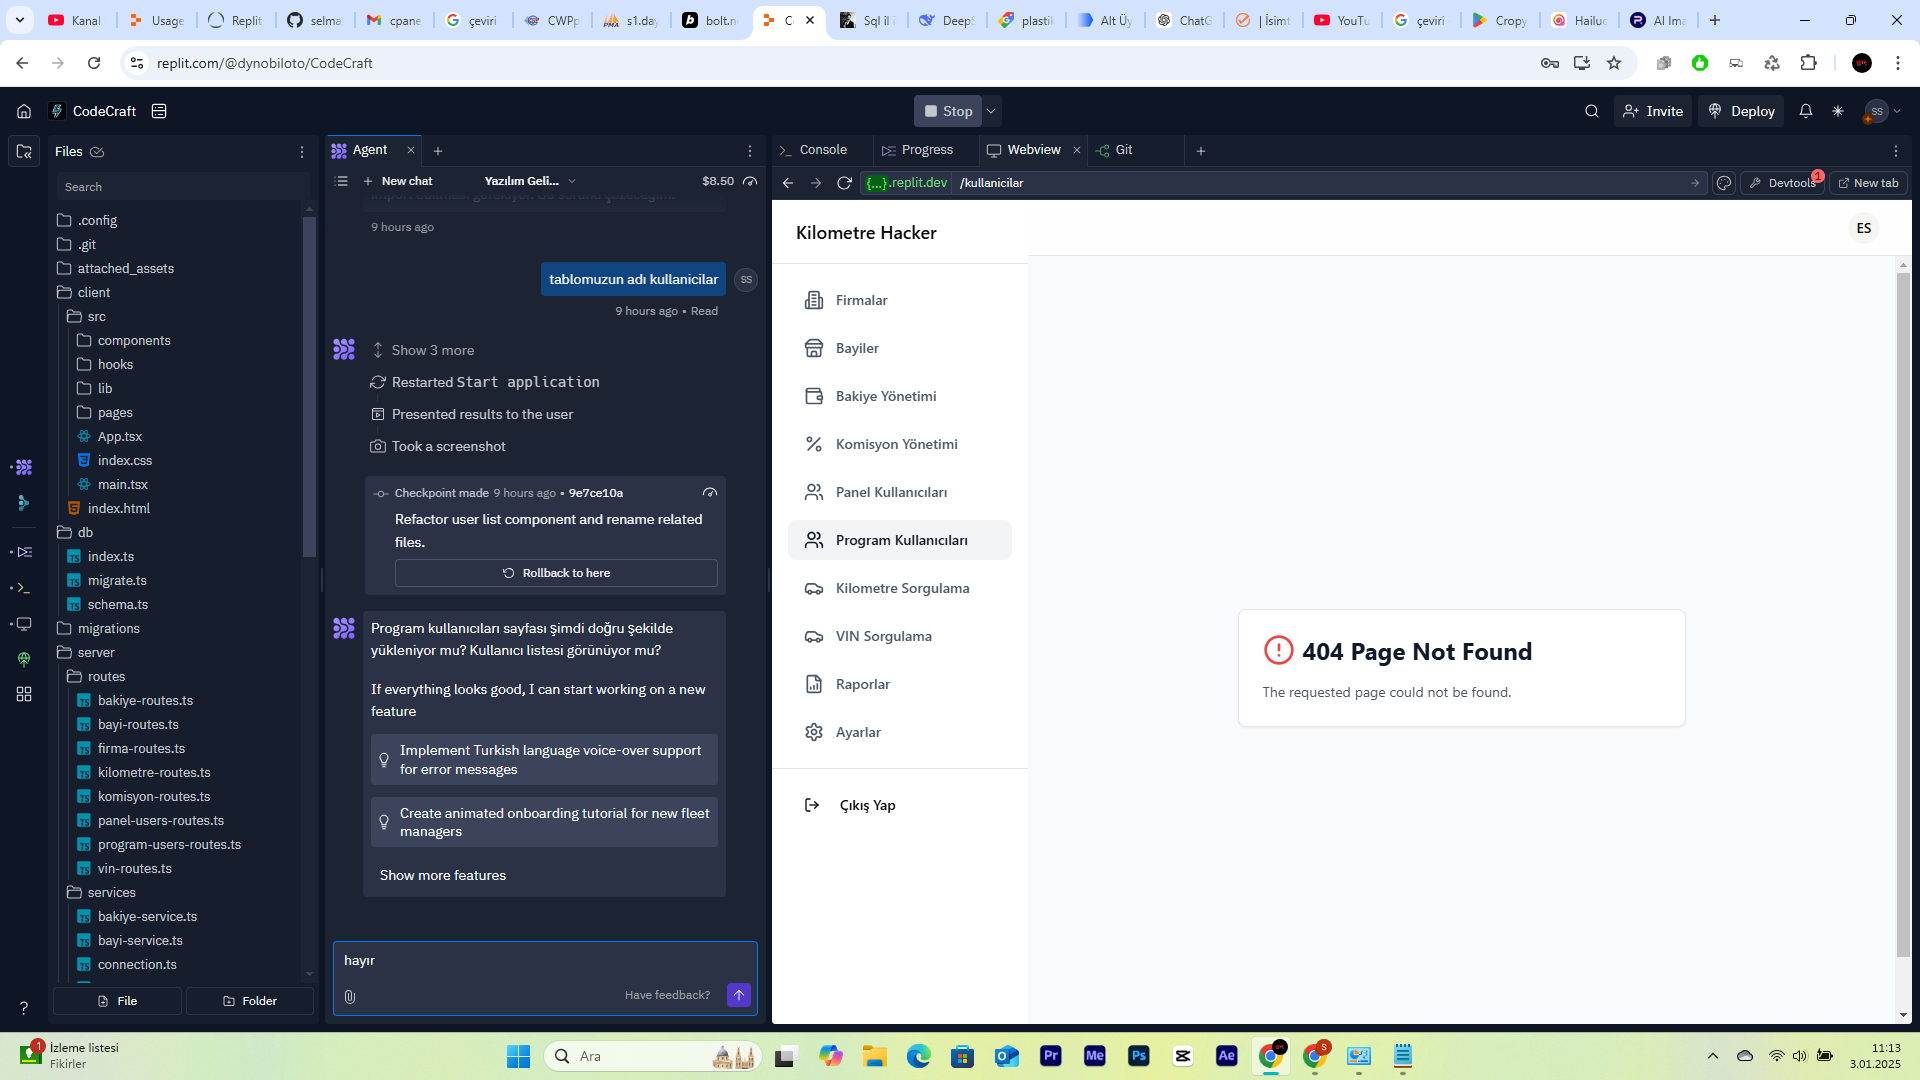 Kanal
Usage
Replit
selma
cpane
çeviri
CWPp
s1.day
bolt.n
C
Sql il i
DeepS
plastik
Alt Üy
ChatG
| İsimt
YouTu
çeviri
Cropy
Hailuo
AI Ima
replit.com/@dynobiloto/CodeCraft
CodeCraft
Stop
Invite
Deploy
SS
Files
Search
.config
.git
attached_assets
client
src
components
hooks
lib
pages
App.tsx
index.css
main.tsx
index.html
db
index.ts
migrate.ts
schema.ts
migrations
server
routes
bakiye-routes.ts
bayi-routes.ts
firma-routes.ts
kilometre-routes.ts
komisyon-routes.ts
panel-users-routes.ts
program-users-routes.ts
vin-routes.ts
services
bakiye-service.ts
bayi-service.ts
connection.ts
File
Folder
Agent
New chat
Yazılım Geli...
$8.50
9 hours ago
tablomuzun adı kullanicilar
SS
9 hours ago • Read
Show 3 more
Restarted Start application
Presented results to the user
Took a screenshot
Checkpoint made 9 hours ago • 9e7ce10a
Refactor user list component and rename related
files.
Rollback to here
Program kullanıcıları sayfası şimdi doğru şekilde
yükleniyor mu? Kullanıcı listesi görünüyor mu?
If everything looks good, I can start working on a new
feature
Implement Turkish language voice-over support
for error messages
Create animated onboarding tutorial for new fleet
managers
Show more features
hayır
Have feedback?
Console
Progress
Webview
Git
{...}.replit.dev
/kullanicilar
Devtools
1
New tab
Kilometre Hacker
ES
Firmalar
Bayiler
Bakiye Yönetimi
Komisyon Yönetimi
Panel Kullanıcıları
Program Kullanıcıları
Kilometre Sorgulama
VIN Sorgulama
Raporlar
Ayarlar
Çıkış Yap
404 Page Not Found
The requested page could not be found.
1
İzleme listesi
Fikirler
Ara
Pr
Me
Ps
Ae
S
11:13
3.01.2025